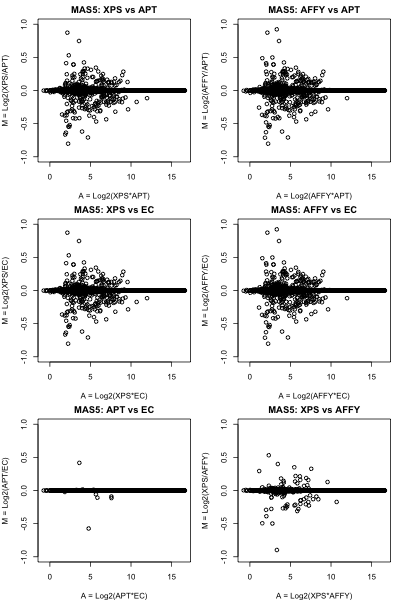 MAS5: XPS vs APT
MAS5: AFFY vs APT
M = Log2(XPS/APT)
1.0
0.5
0.0
-0.5
-1.0
0 5 10 15
A = Log2(XPS*APT)
M = Log2(AFFY/APT)
1.0
0.5
0.0
-0.5
-1.0
0 5 10 15
A = Log2(AFFY*APT)
MAS5: XPS vs EC
MAS5: AFFY vs EC
M = Log2(XPS/EC)
1.0
0.5
0.0
-0.5
-1.0
0 5 10 15
A = Log2(XPS*EC)
M = Log2(AFFY/EC)
1.0
0.5
0.0
-0.5
-1.0
0 5 10 15
A = Log2(AFFY*EC)
MAS5: APT vs EC
MAS5: XPS vs AFFY
M = Log2(APT/EC)
1.0
0.5
0.0
-0.5
-1.0
0 5 10 15
A = Log2(APT*EC)
M = Log2(XPS/AFFY)
1.0
0.5
0.0
-0.5
-1.0
0 5 10 15
A = Log2(XPS*AFFY)